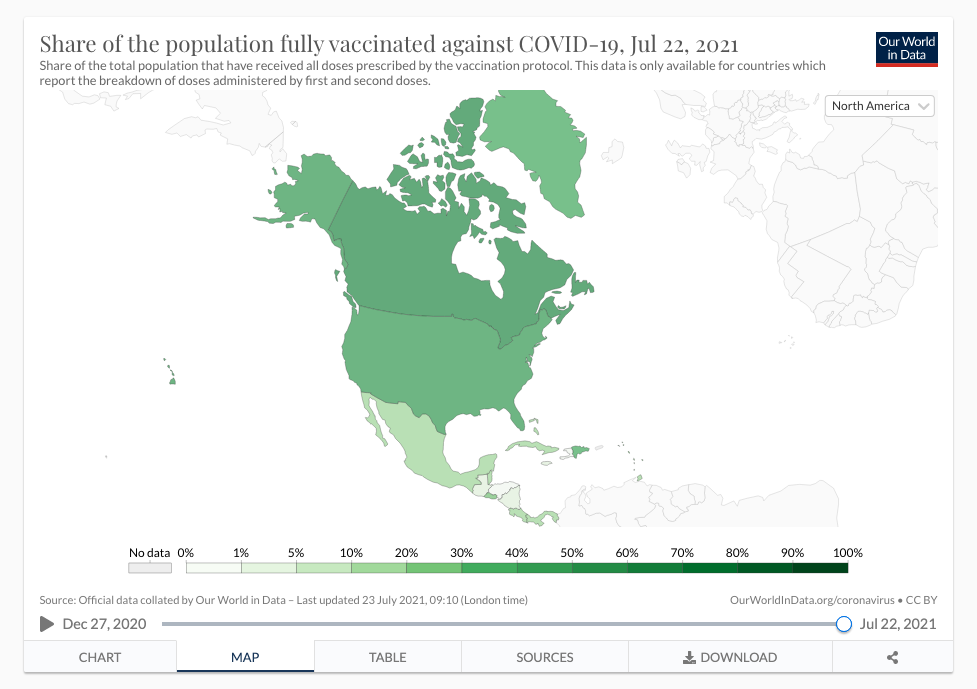 Share of the population fully vaccinated against COVID-19, Jul 22, 2021
Our World
in Data
Share of the total population that have received all doses prescribed by the vaccination protocol. This data is only available for countries which
report the breakdown of doses administered by first and second doses.
North America
No data 0% 1% 5% 10% 20% 30% 40% 50% 60% 70% 80% 90% 100%
Source: Official data collated by Our World in Data – Last updated 23 July 2021, 09:10 (London time)
OurWorldInData.org/coronavirus • CC BY
Dec 27, 2020
Jul 22, 2021
CHART MAP TABLE SOURCES DOWNLOAD